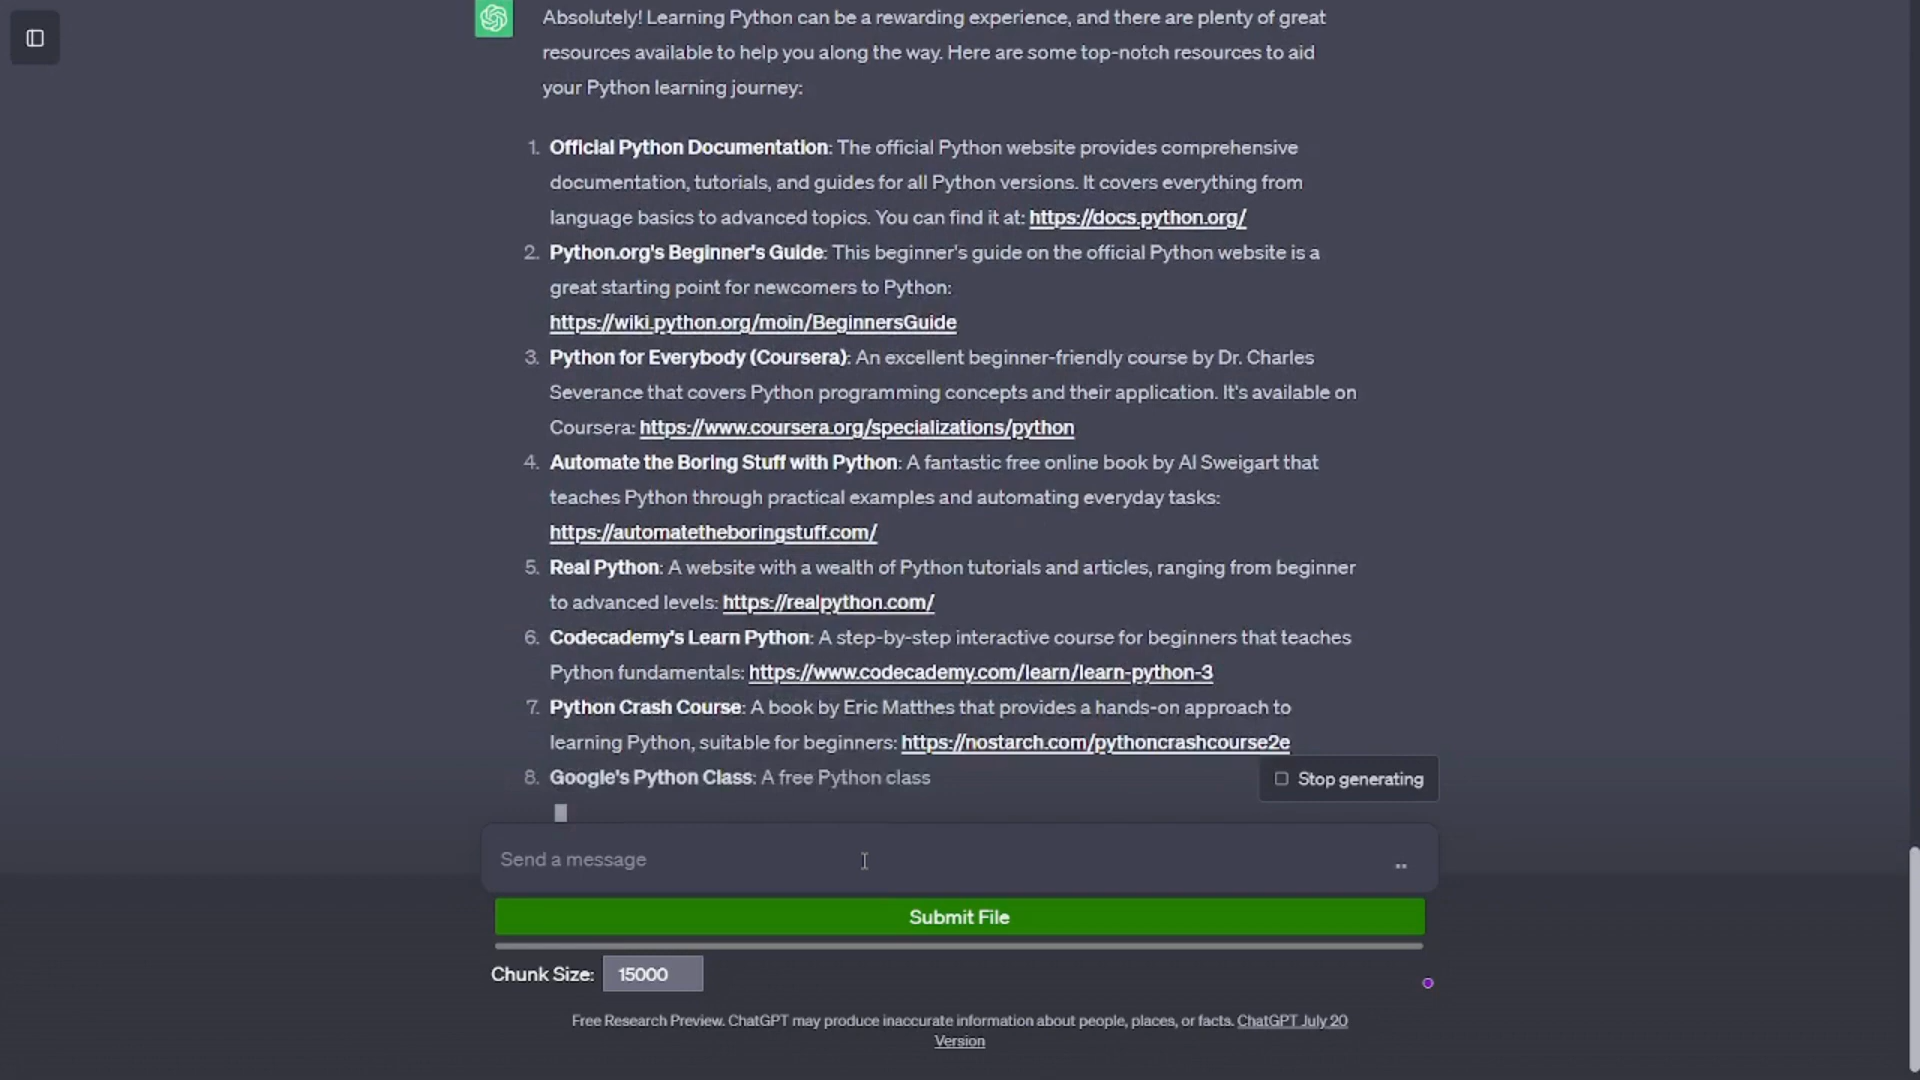 Absolutely! Learning Python can be a rewarding experience, and there are plenty of great
resources available to help you along the way. Here are some top-notch resources to aid
your Python learning journey:
1. Official Python Documentation: The official Python website provides comprehensive
documentation, tutorials, and guides for all Python versions. It covers everything from
language basics to advanced topics. You can find it at: https://docs.python.org/
2. Python.org's Beginner's Guide: This beginner's guide on the official Python website is a
great starting point for newcomers to Python:
https://wiki.python.org/moin/BeginnersGuide
3. Python for Everybody (Coursera): An excellent beginner-friendly course by Dr. Charles
Severance that covers Python programming concepts and their application. It's available on
Coursera: https://www.coursera.org/specializations/python
4. Automate the Boring Stuff with Python: A fantastic free online book by Al Sweigart that
teaches Python through practical examples and automating everyday tasks:
https://automatetheboringstuff.com/
5. Real Python: A website with a wealth of Python tutorials and articles, ranging from beginner
to advanced levels: https://realpython.com/
6. Codecademy's Learn Python: A step-by-step interactive course for beginners that teaches
Python fundamentals: https://www.codecademy.com/learn/learn-python-3
7. Python Crash Course: A book by Eric Matthes that provides a hands-on approach to
learning Python, suitable for beginners: https://nostarch.com/pythoncrashcourse2e
8. Google's Python Class: A free Python class
Stop generating
Send a message
Submit File
Chunk Size: 15000
Free Research Preview. ChatGPT may produce inaccurate information about people, places, or facts. ChatGPT July 20
Version